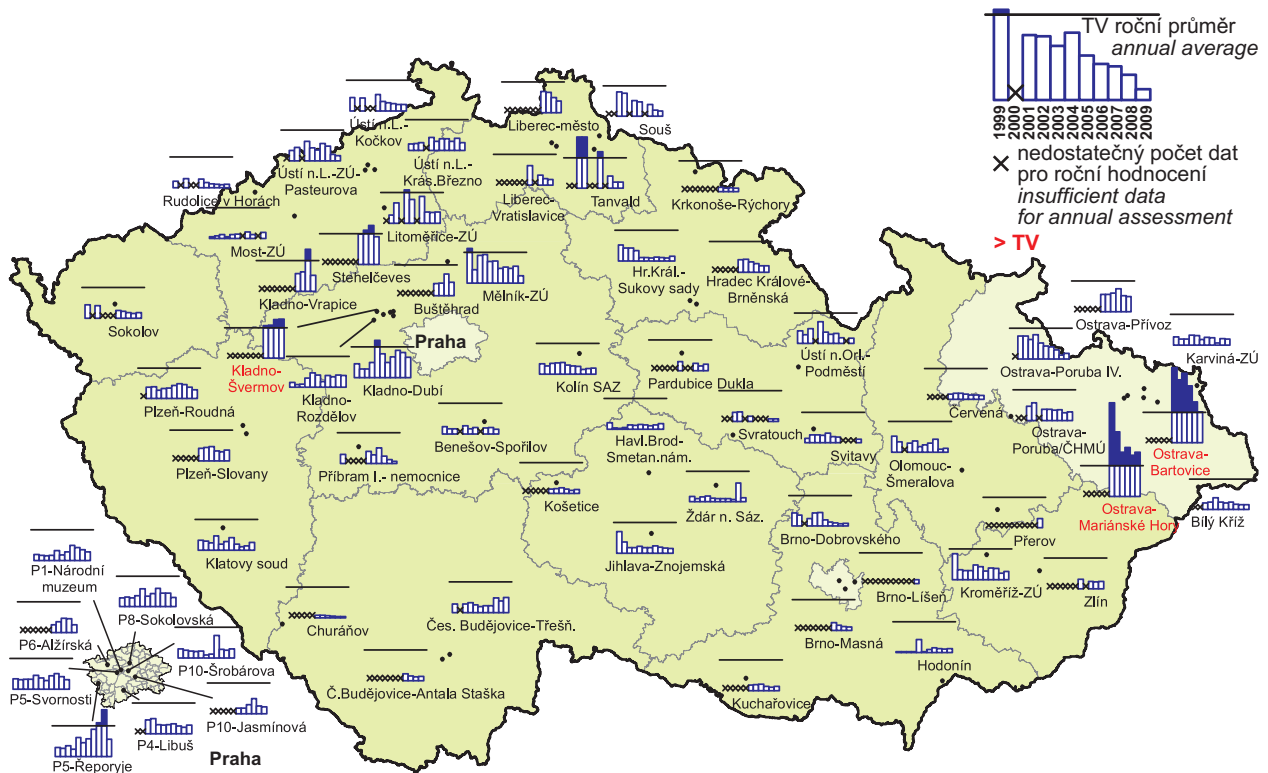 TV roční průměr
annual average
1999
2000
2001
2002
2003
2004
2005
2006
2007
2008
2009
nedostatečný počet dat
pro roční hodnocení
insufficient data
for annual assessment
> TV
Ústí n.L.-
Kočkov
Liberec-město
Souš
Ústí n.L.-ZÚ-
Pasteurova
Ústí n.L.-
Krás.Březno
Rudolice v Horách
Liberec-
Vratislavice
Tanvald
Krkonoše-Rýchory
Most-ZÚ
Litoměřice-ZÚ
Stehelčeves
Kladno-Vrapice
Buštěhrad
Mělník-ZÚ
Hr.Král.-
Sukovy sady
Hradec Králové-
Brněnská
Sokolov
Praha
Ostrava-Přívoz
Karviná-ZÚ
Kladno-
Švermov
Kladno-
Rozdělov
Kladno-Dubí
Kolín SAZ
Pardubice Dukla
Ústí n.Orl.-
Podměstí
Ostrava-Poruba IV.
Plzeň-Roudná
Červená
Ostrava-
Poruba/ČHMÚ
Benešov-Spořilov
Havl.Brod-
Smetan.nám.
Svratouch
Svitavy
Ostrava-
Bartovice
Plzeň-Slovany
Příbram I.- nemocnice
Olomouc-
Šmeralova
Košetice
Ždár n. Sáz.
Ostrava-
Mariánské Hory
Bílý Kříž
Klatovy soud
Jihlava-Znojemská
Brno-Dobrovského
Přerov
P1-Národní
muzeum
P8-Sokolovská
Brno-Líšeň
Kroměříž-ZÚ
Zlín
P6-Alžírská
Churáňov
Čes. Budějovice-Třešň.
Brno-Masná
P10-Šrobárova
Hodonín
P5-Svornosti
Č.Budějovice-Antala Staška
Kuchařovice
P10-Jasmínová
P4-Libuš
P5-Řeporyje
Praha